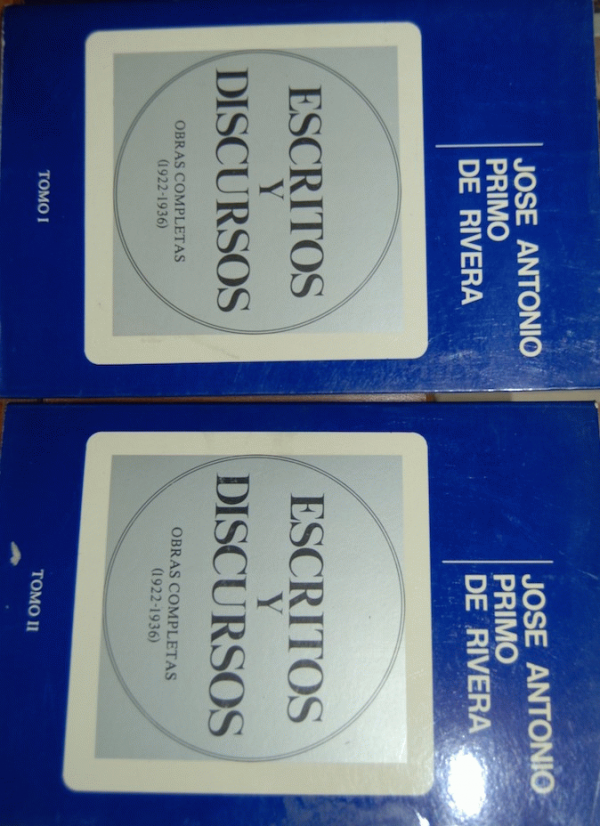 JOSE ANTONIO
PRIMO
DE RIVERA
ESCRITOS
Y
DISCURSOS
OBRAS COMPLETAS
(1922-1936)
TOMO I
JOSE ANTONIO
PRIMO
DE RIVERA
ESCRITOS
Y
DISCURSOS
OBRAS COMPLETAS
(1922-1936)
TOMO II